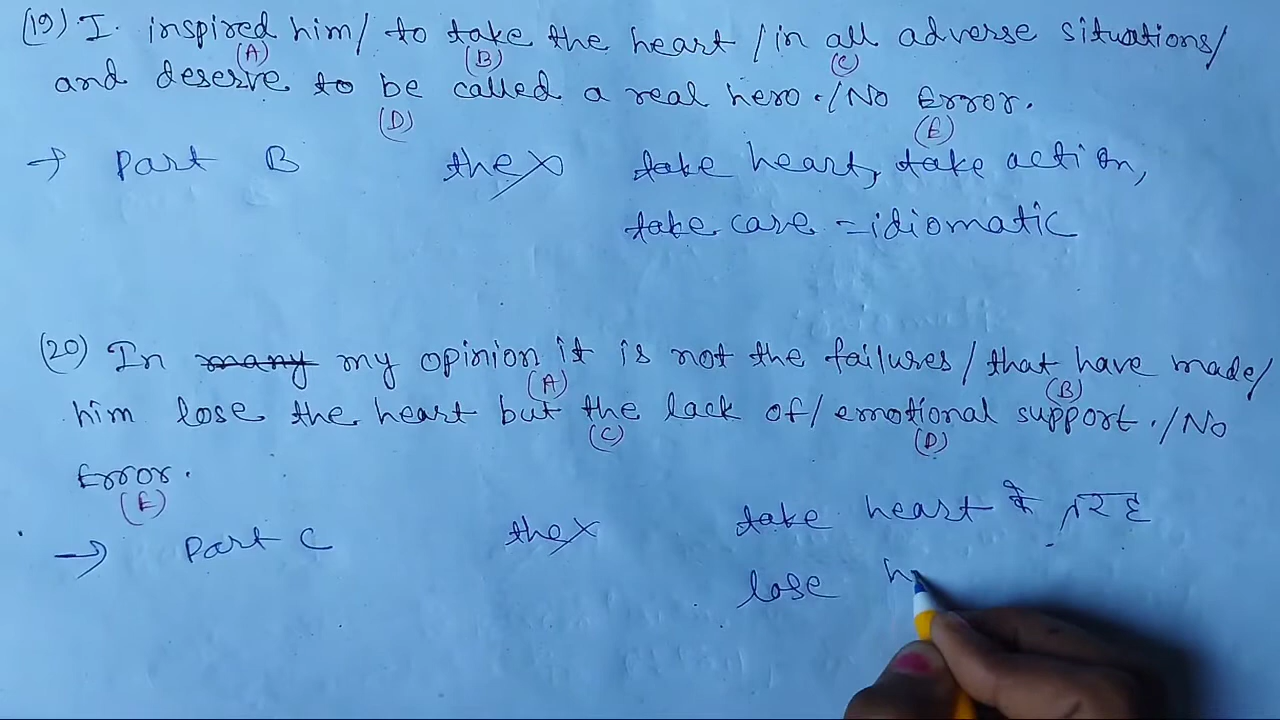 (19) I. inspired him/ to take the heart / in all adverse situations/
(A) (B) (C)
and deserve to be called a real hero. / No Error.
(D) (E)
→ Part B the× take heart, take action,
take care = idiomatic
(20) In many my opinion it is not the failures / that have made/
(A) (B)
him lose the heart but the lack of/ emotional support. / No
(C) (D)
Error.
(E)
→ Part C the× take heart के तरह
lose h